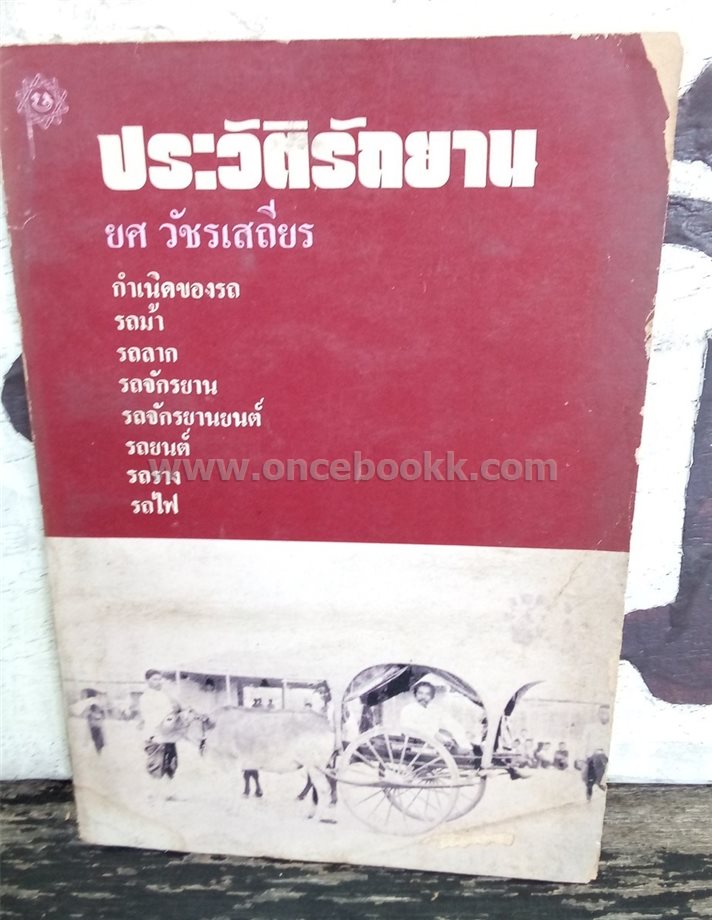 ประวัติรัถยาน
ยศ วัชรเสถียร
กำเนิดของรถ
รถม้า
รถลาก
รถจักรยาน
รถจักรยานยนต์
รถยนต์
www.oncebookk.com
รถราง
รถไฟ